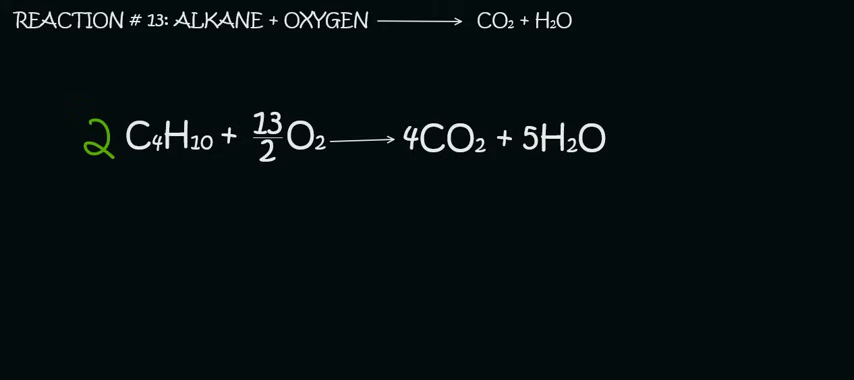 REACTION # 13: ALKANE + OXYGEN ⟶ CO₂ + H₂O
2 C₄H₁₀ + 13/2 O₂ ⟶ 4CO₂ + 5H₂O